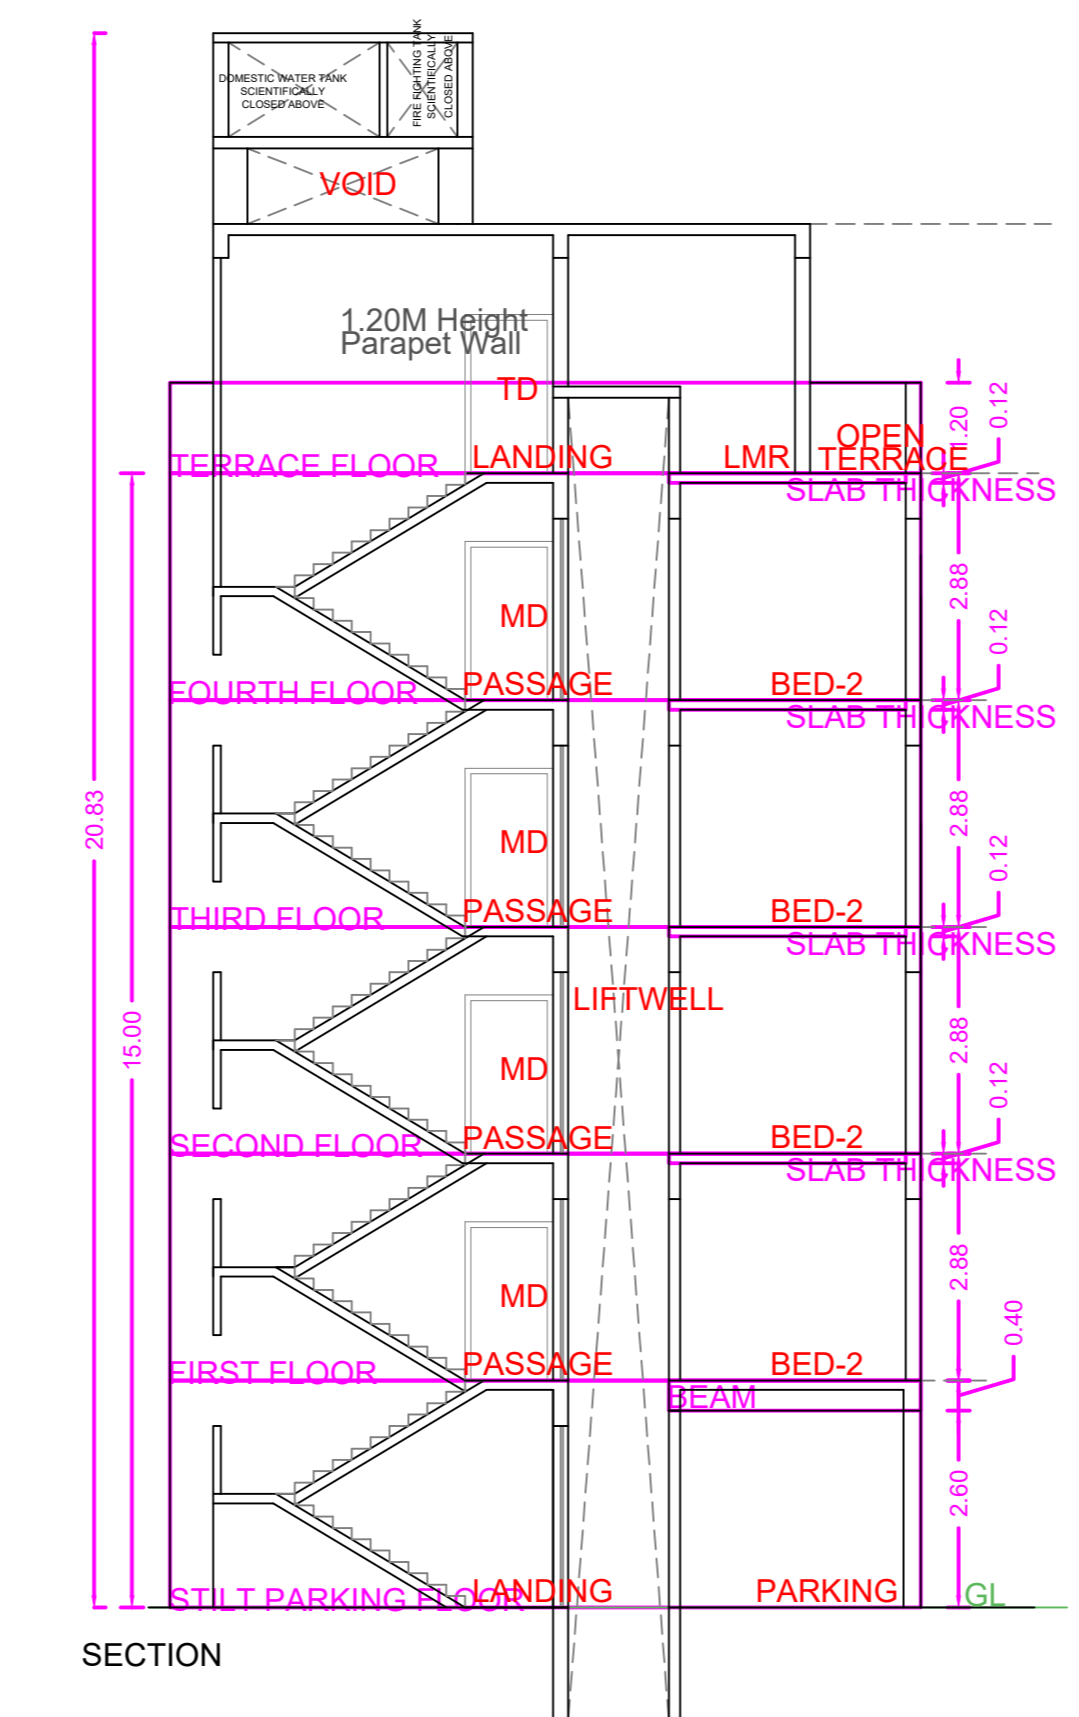 DOMESTIC WATER TANK
SCIENTIFICALLY
CLOSED ABOVE
FIRE FIGHTING TANK
SCIENTIFICALLY
CLOSED ABOVE
VOID
1.20M Height
Parapet Wall
TD
1.20
0.12
OPEN
TERRACE
TERRACE FLOOR
LANDING
LMR
SLAB THICKNESS
2.88
MD
0.12
FOURTH FLOOR
PASSAGE
BED-2
SLAB THICKNESS
20.83
2.88
MD
0.12
THIRD FLOOR
PASSAGE
BED-2
SLAB THICKNESS
LIFTWELL
15.00
2.88
MD
0.12
SECOND FLOOR
PASSAGE
BED-2
SLAB THICKNESS
2.88
MD
0.40
FIRST FLOOR
PASSAGE
BED-2
BEAM
2.60
STILT PARKING FLOOR
LANDING
PARKING
GL
SECTION